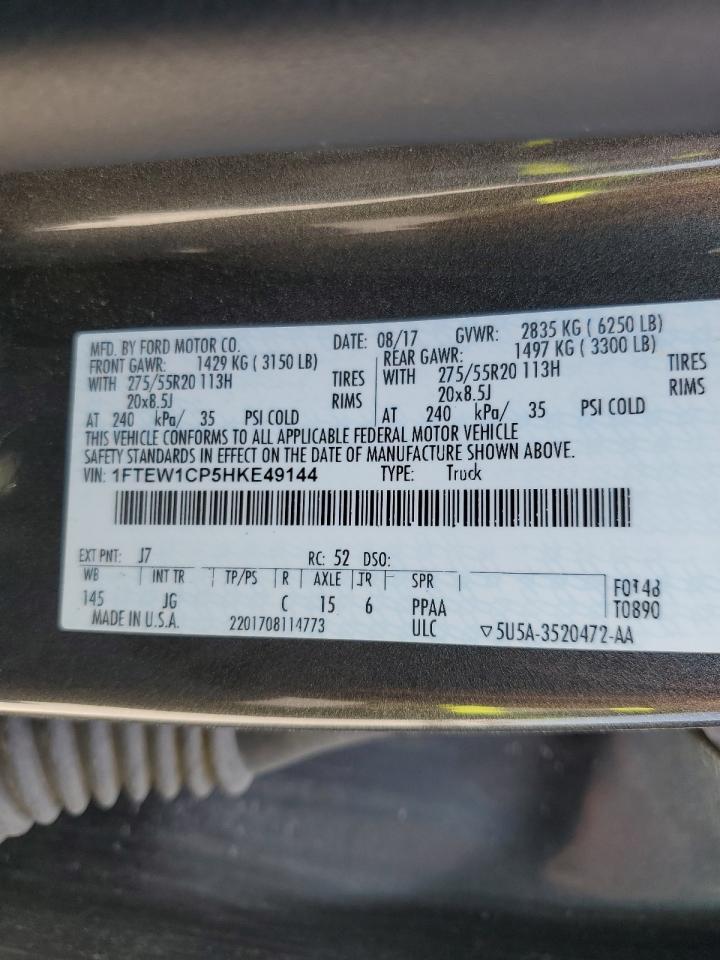 MFD. BY FORD MOTOR CO. DATE: 08/17 GVWR: 2835 KG ( 6250 LB)
FRONT GAWR: 1429 KG ( 3150 LB) REAR GAWR: 1497 KG ( 3300 LB)
WITH 275/55R20 113H TIRES WITH 275/55R20 113H TIRES
20x8.5J RIMS 20x8.5J RIMS
AT 240 kPa/ 35 PSI COLD AT 240 kPa/ 35 PSI COLD
THIS VEHICLE CONFORMS TO ALL APPLICABLE FEDERAL MOTOR VEHICLE
SAFETY STANDARDS IN EFFECT ON THE DATE OF MANUFACTURE SHOWN ABOVE.
VIN: 1FTEW1CP5HKE49144 TYPE: Truck
EXT PNT: J7 RC: 52 DSO:
WB INT TR TP/PS R AXLE TR SPR
145 JG C 15 6 PPAA
F0148
T0890
MADE IN U.S.A. 2201708114773 ULC ▽5U5A-3520472-AA